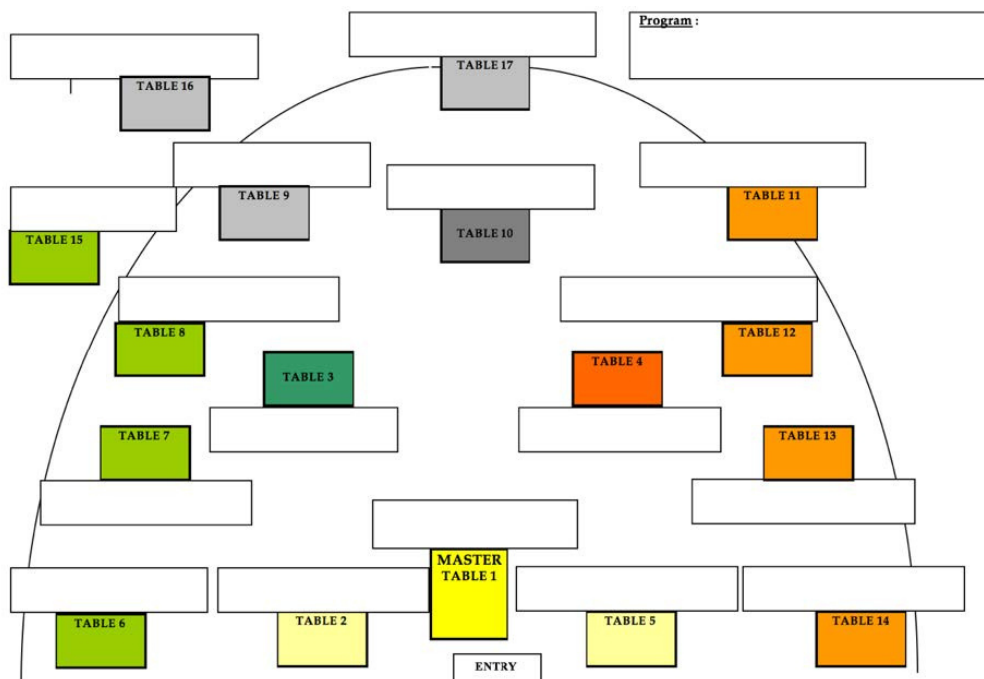 Program :
TABLE 17
TABLE 16
TABLE 9
TABLE 11
TABLE 10
TABLE 15
TABLE 8
TABLE 12
TABLE 3
TABLE 4
TABLE 7
TABLE 13
MASTER
TABLE 1
TABLE 6
TABLE 2
TABLE 5
TABLE 14
ENTRY